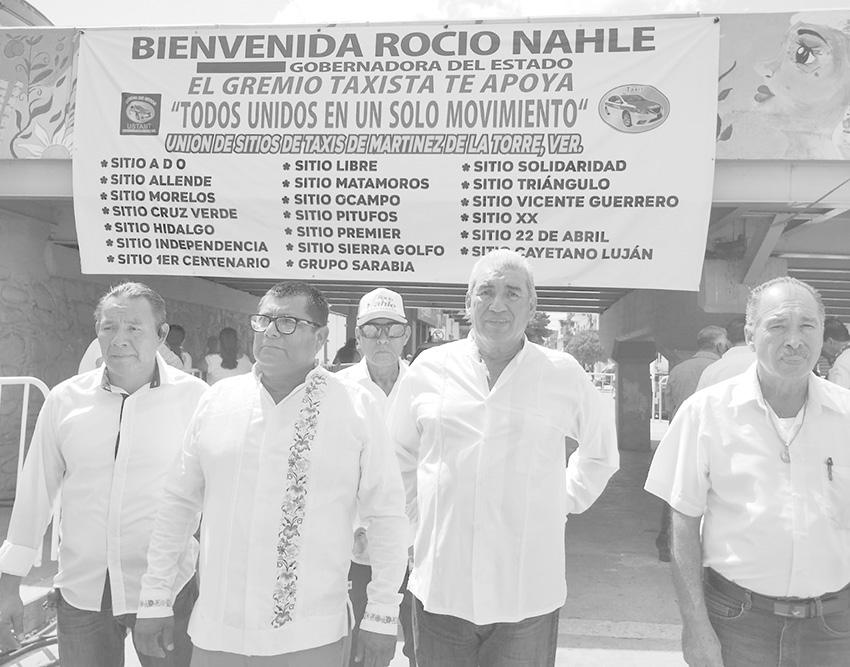 BIENVENIDA ROCIO NAHLE
GOBERNADORA DEL ESTADO
EL GREMIO TAXISTA TE APOYA
"TODOS UNIDOS EN UN SOLO MOVIMIENTO"
UNION DE SITIOS DE TAXIS DE MARTINEZ DE LA TORRE, VER.
USTAMT
TAXI
* SITIO A D O
* SITIO ALLENDE
* SITIO MORELOS
* SITIO CRUZ VERDE
* SITIO HIDALGO
* SITIO INDEPENDENCIA
* SITIO 1ER CENTENARIO
* SITIO LIBRE
* SITIO MATAMOROS
* SITIO OCAMPO
* SITIO PITUFOS
* SITIO PREMIER
* SITIO SIERRA GOLFO
* GRUPO SARABIA
* SITIO SOLIDARIDAD
* SITIO TRIÁNGULO
* SITIO VICENTE GUERRERO
* SITIO XX
* SITIO 22 DE ABRIL
* SITIO CAYETANO LUJÁN
Nahle